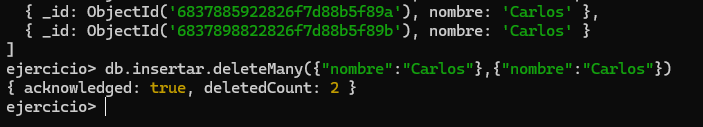 { _id: ObjectId('6837885922826f7d88b5f89a'), nombre: 'Carlos' },
{ _id: ObjectId('6837898822826f7d88b5f89b'), nombre: 'Carlos' }
]
ejercicio> db.insertar.deleteMany({"nombre":"Carlos"},{"nombre":"Carlos"})
{ acknowledged: true, deletedCount: 2 }
ejercicio>